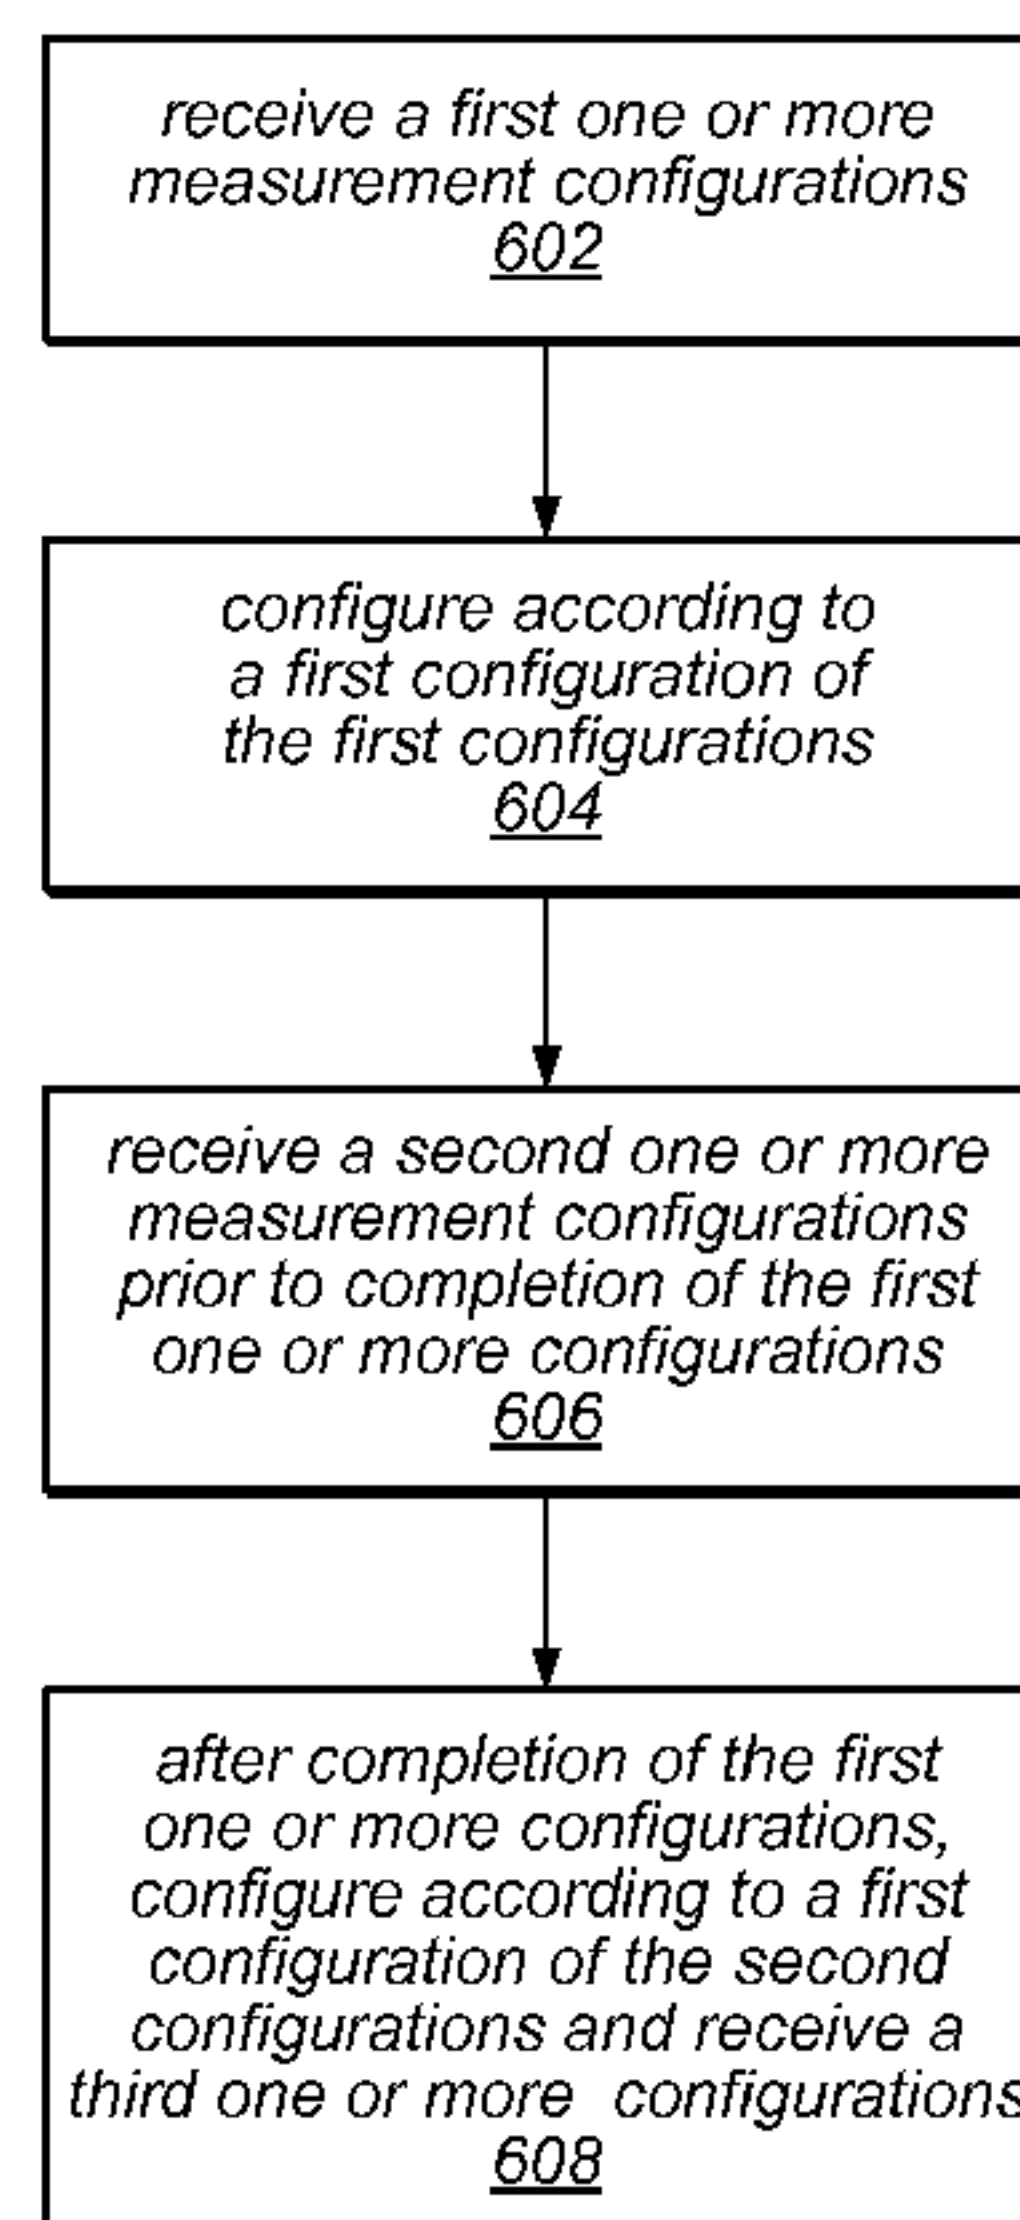 receive a first one or more
measurement configurations
602
configure according to
a first configuration of
the first configurations
604
receive a second one or more
measurement configurations
prior to completion of the first
one or more configurations
606
after completion of the first
one or more configurations,
configure according to a first
configuration of the second
configurations and receive a
third one or more configurations
608